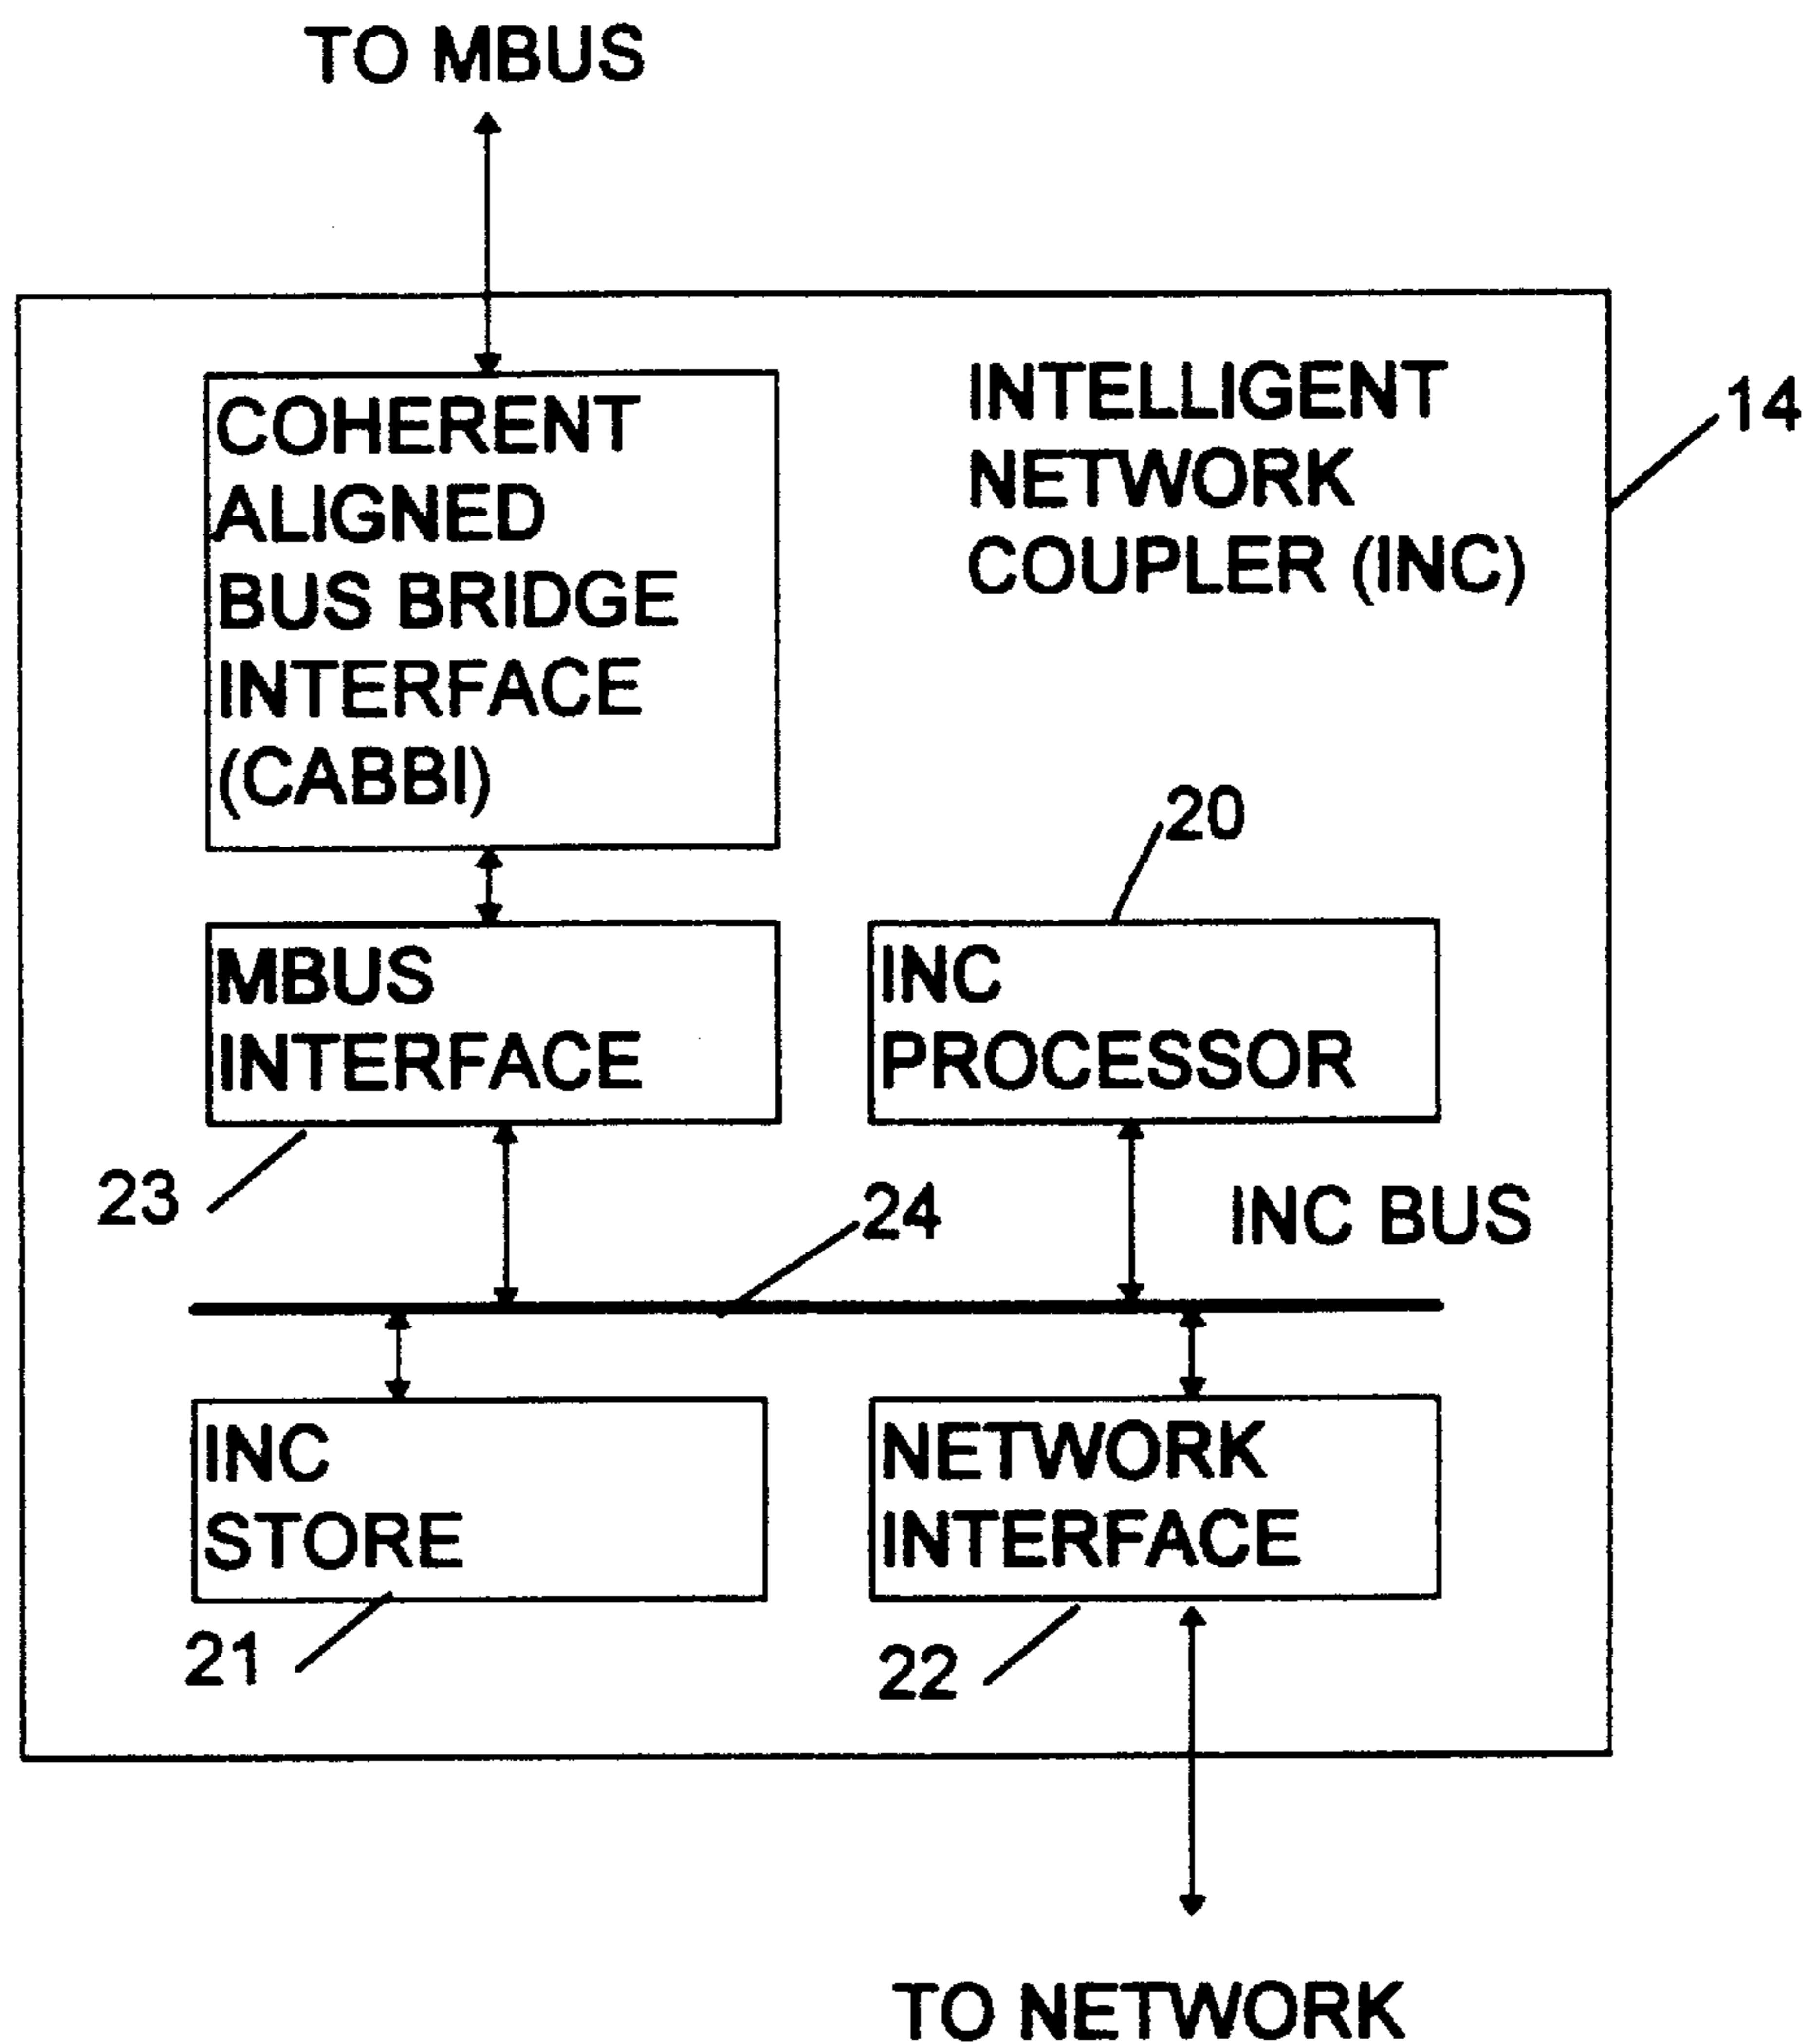 TO MBUS
COHERENT
ALIGNED
BUS BRIDGE
INTERFACE
(CABBI)
INTELLIGENT
NETWORK
COUPLER (INC)
14
20
MBUS
INTERFACE
INC
PROCESSOR
23
24
INC BUS
INC
STORE
NETWORK
INTERFACE
21
22
TO NETWORK